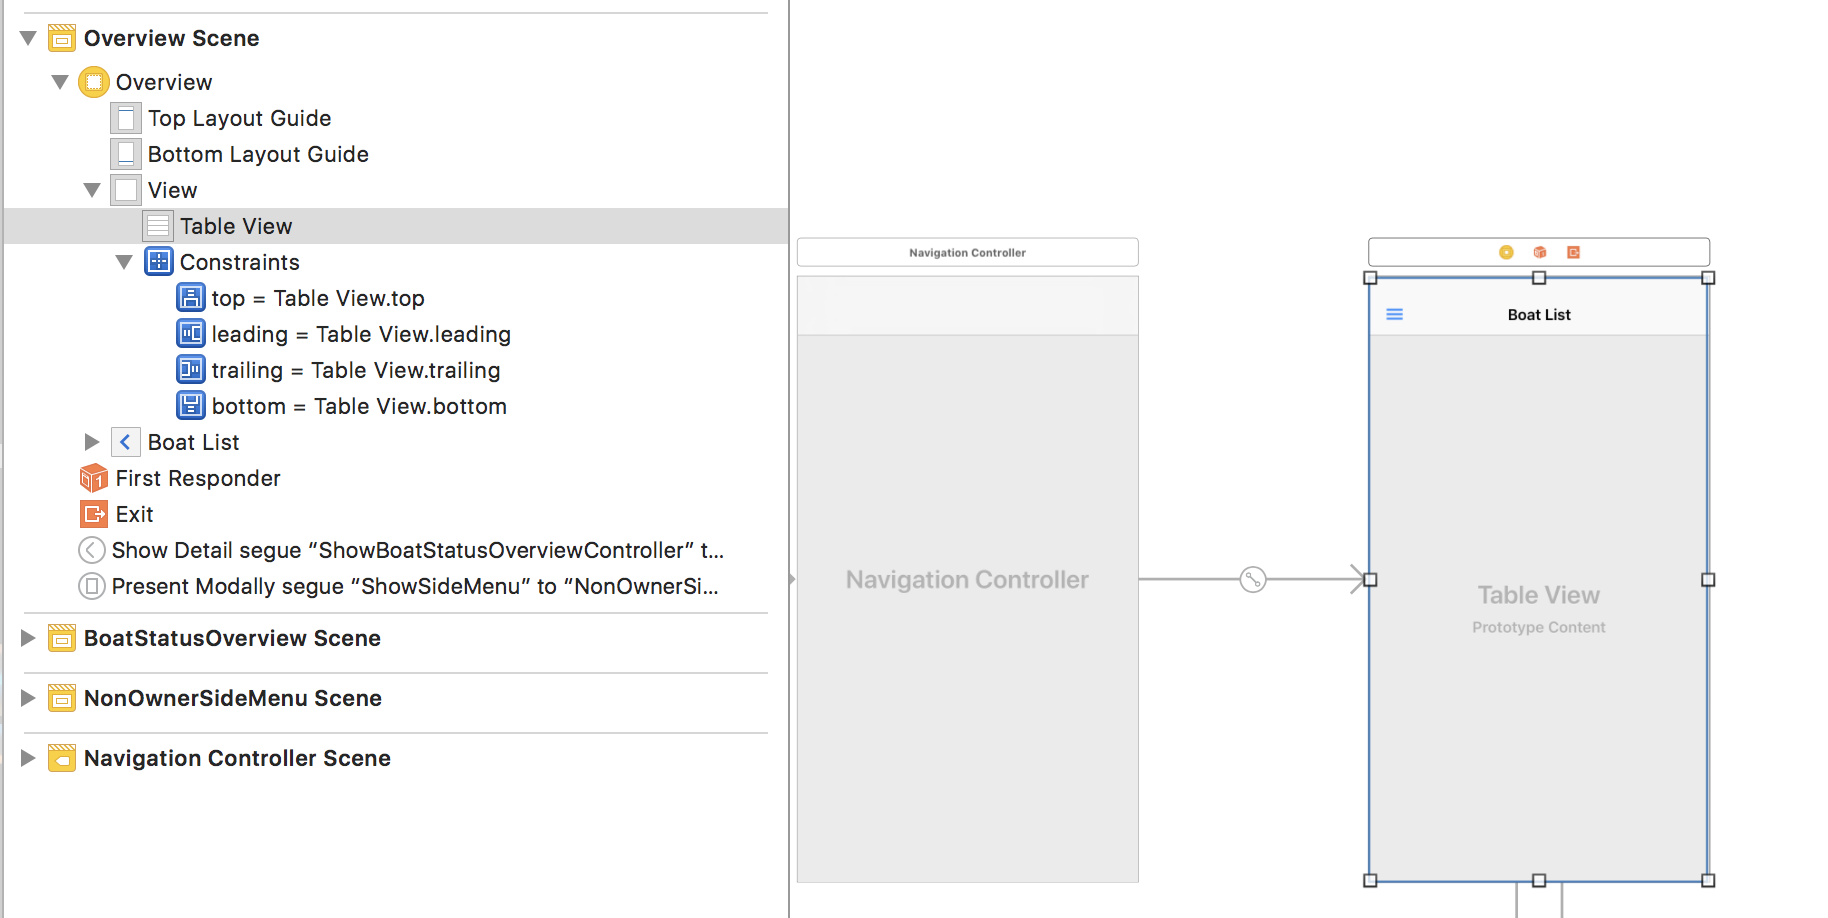 Overview Scene
Overview
Top Layout Guide
Bottom Layout Guide
View
Table View
Constraints
top = Table View.top
leading = Table View.leading
trailing = Table View.trailing
bottom = Table View.bottom
Boat List
First Responder
Exit
Show Detail segue “ShowBoatStatusOverviewController” t...
Present Modally segue “ShowSideMenu” to “NonOwnerSi...
BoatStatusOverview Scene
NonOwnerSideMenu Scene
Navigation Controller Scene
Navigation Controller
Navigation Controller
Boat List
Table View
Prototype Content